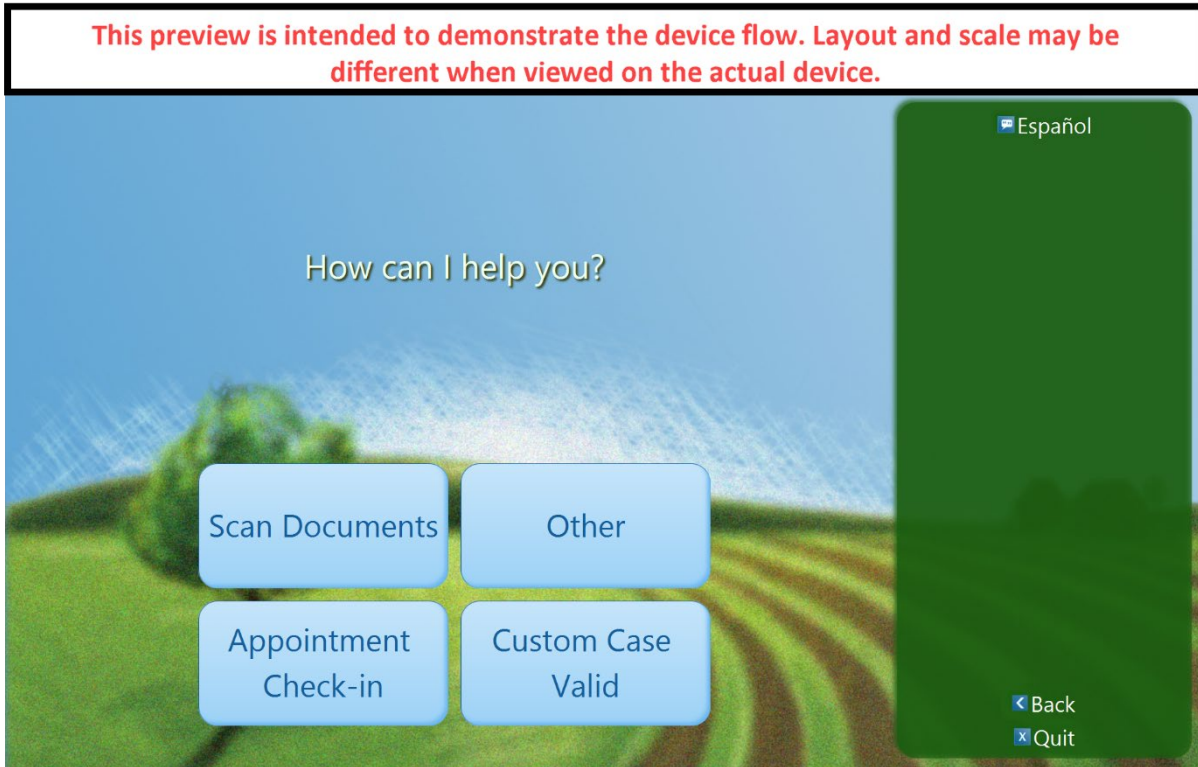 This preview is intended to demonstrate the device flow. Layout and scale may be
different when viewed on the actual device.
Español
How can I help you?
Scan Documents
Other
Appointment
Check-in
Custom Case
Valid
Back
Quit